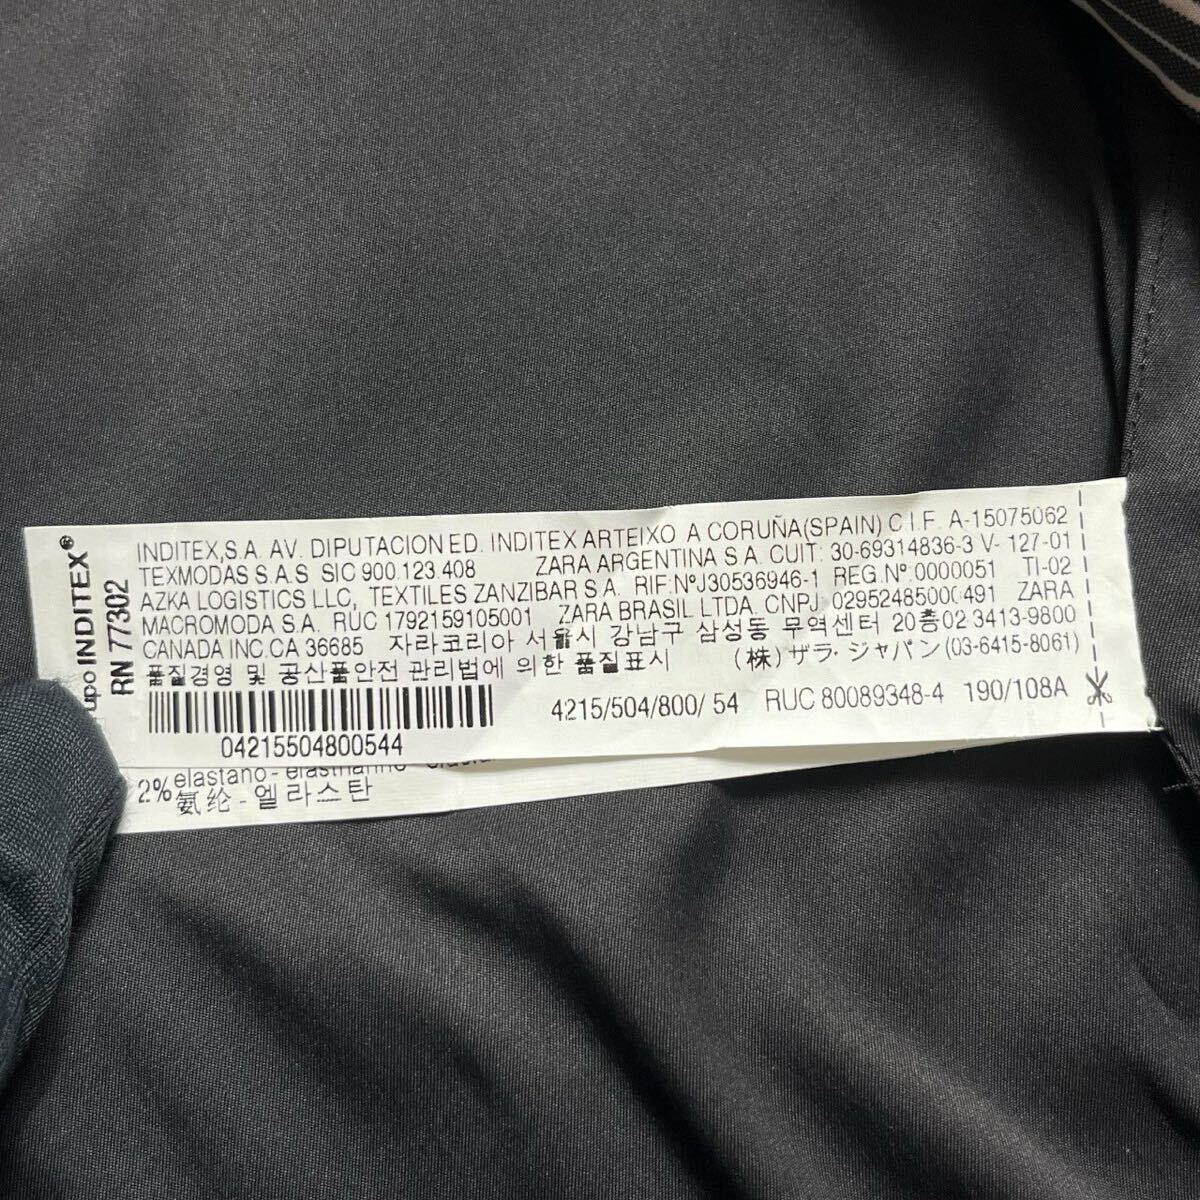 upo INDITEX®
RN 77302
INDITEX,S.A. AV. DIPUTACION ED. INDITEX ARTEIXO A CORUÑA(SPAIN) C.I.F. A-15075062
TEXMODAS S.A.S SIC 900.123.408 ZARA ARGENTINA S.A. CUIT: 30-69314836-3 V- 127-01
AZKA LOGISTICS LLC, TEXTILES ZANZIBAR S.A. RIF.NºJ30536946-1 REG.Nº:0000051 TI-02
MACROMODA S.A. RUC 1792159105001 ZARA BRASIL LTDA. CNPJ 02952485000491 ZARA
CANADA INC.CA 36685 자라코리아 서울시 강남구 삼성동 무역센터 20층02 3413-9800
품질경영 및 공산품안전 관리법에 의한 품질표시 (株)ザラ・ジャパン(03-6415-8061)
4215/504/800/ 54 RUC 80089348-4 190/108A
04215504800544
2% elastano - elasthanne -
氨纶 - 엘라스탄